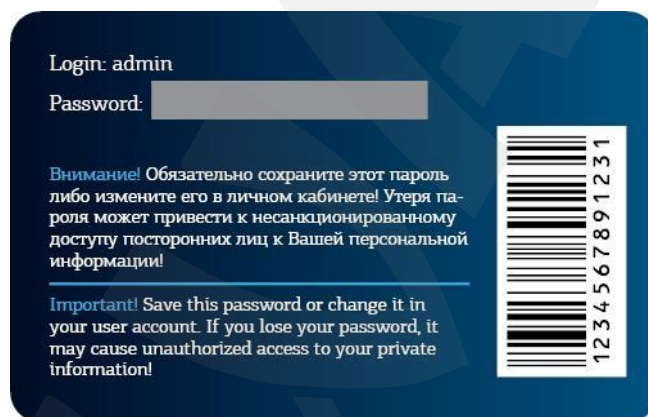 Login: admin
Password:
Внимание! Обязательно сохраните этот пароль
либо измените его в личном кабинете! Утеря па-
роля может привести к несанкционированному
доступу посторонних лиц к Вашей персональной
информации!
Important! Save this password or change it in
your user account. If you lose your password, it
may cause unauthorized access to your private
information!
1234567891231